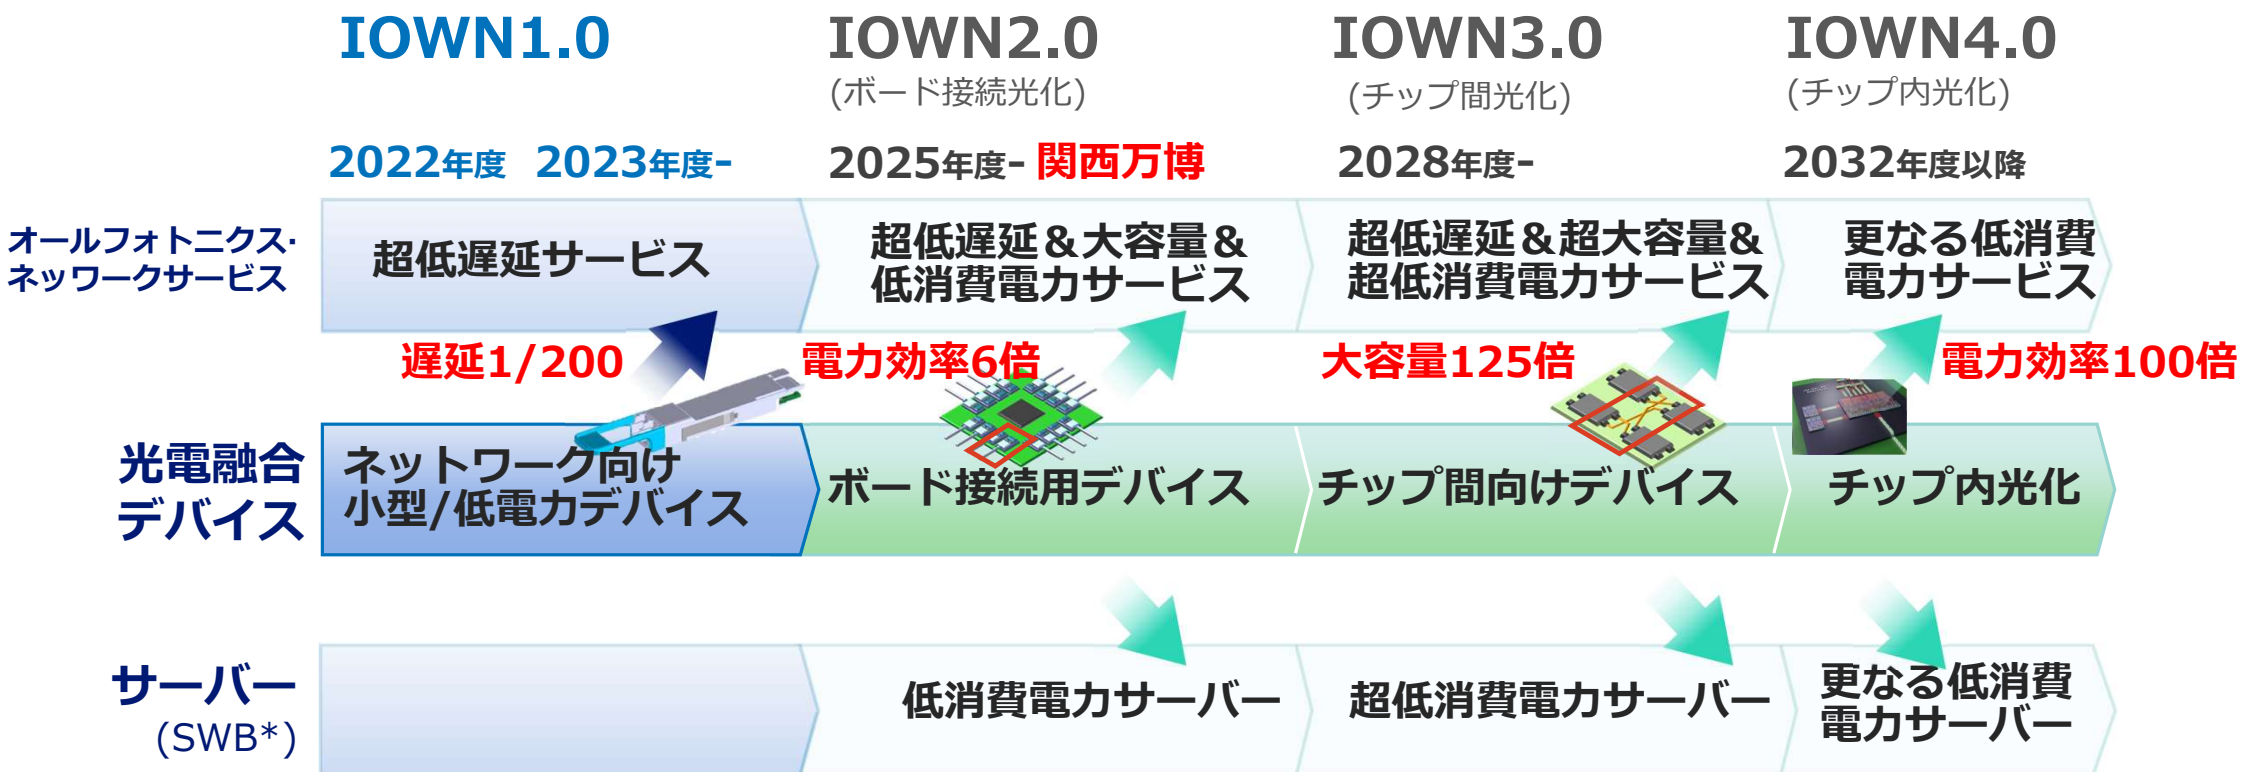 IOWN1.0
IOWN2.0
(ボード接続光化)
IOWN3.0
(チップ間光化)
IOWN4.0
(チップ内光化)
2022年度 2023年度-
2025年度- 関西万博
2028年度-
2032年度以降
オールフォトニクス・
ネッワークサービス
超低遅延サービス
超低遅延＆大容量＆
低消費電力サービス
超低遅延＆超大容量&
超低消費電力サービス
更なる低消費
電力サービス
遅延1/200
電力効率6倍
大容量125倍
電力効率100倍
光電融合
デバイス
ネットワーク向け
小型/低電力デバイス
ボード接続用デバイス
チップ間向けデバイス
チップ内光化
サーバー
(SWB*)
低消費電力サーバー
超低消費電力サーバー
更なる低消費
電力サーバー